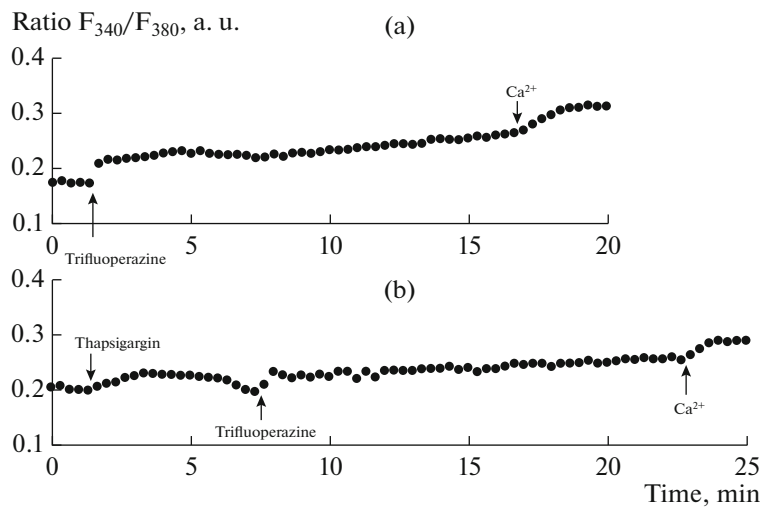 Ratio F₃₄₀/F₃₈₀, a. u.
(a)
0.4
0.3
0.2
0.1
Ca²⁺
Trifluoperazine
0 5 10 15 20
(b)
0.4
0.3
0.2
0.1
Thapsigargin
Trifluoperazine
Ca²⁺
0 5 10 15 20 25
Time, min